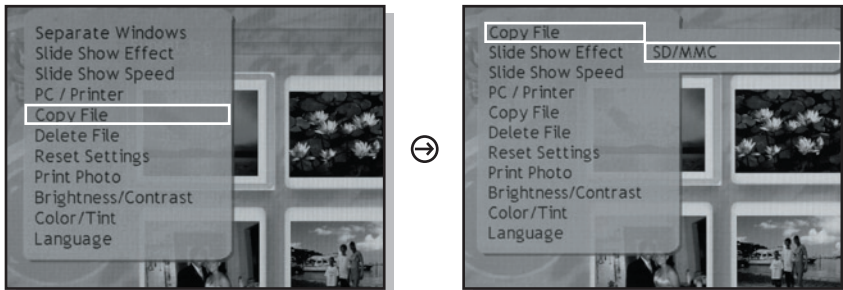 Separate Windows
Slide Show Effect
Slide Show Speed
PC / Printer
Copy File
Delete File
Reset Settings
Print Photo
Brightness/Contrast
Color/Tint
Language
Copy File
Slide Show Effect
SD/MMC
Slide Show Speed
PC / Printer
Copy File
Delete File
Reset Settings
Print Photo
Brightness/Contrast
Color/Tint
Language